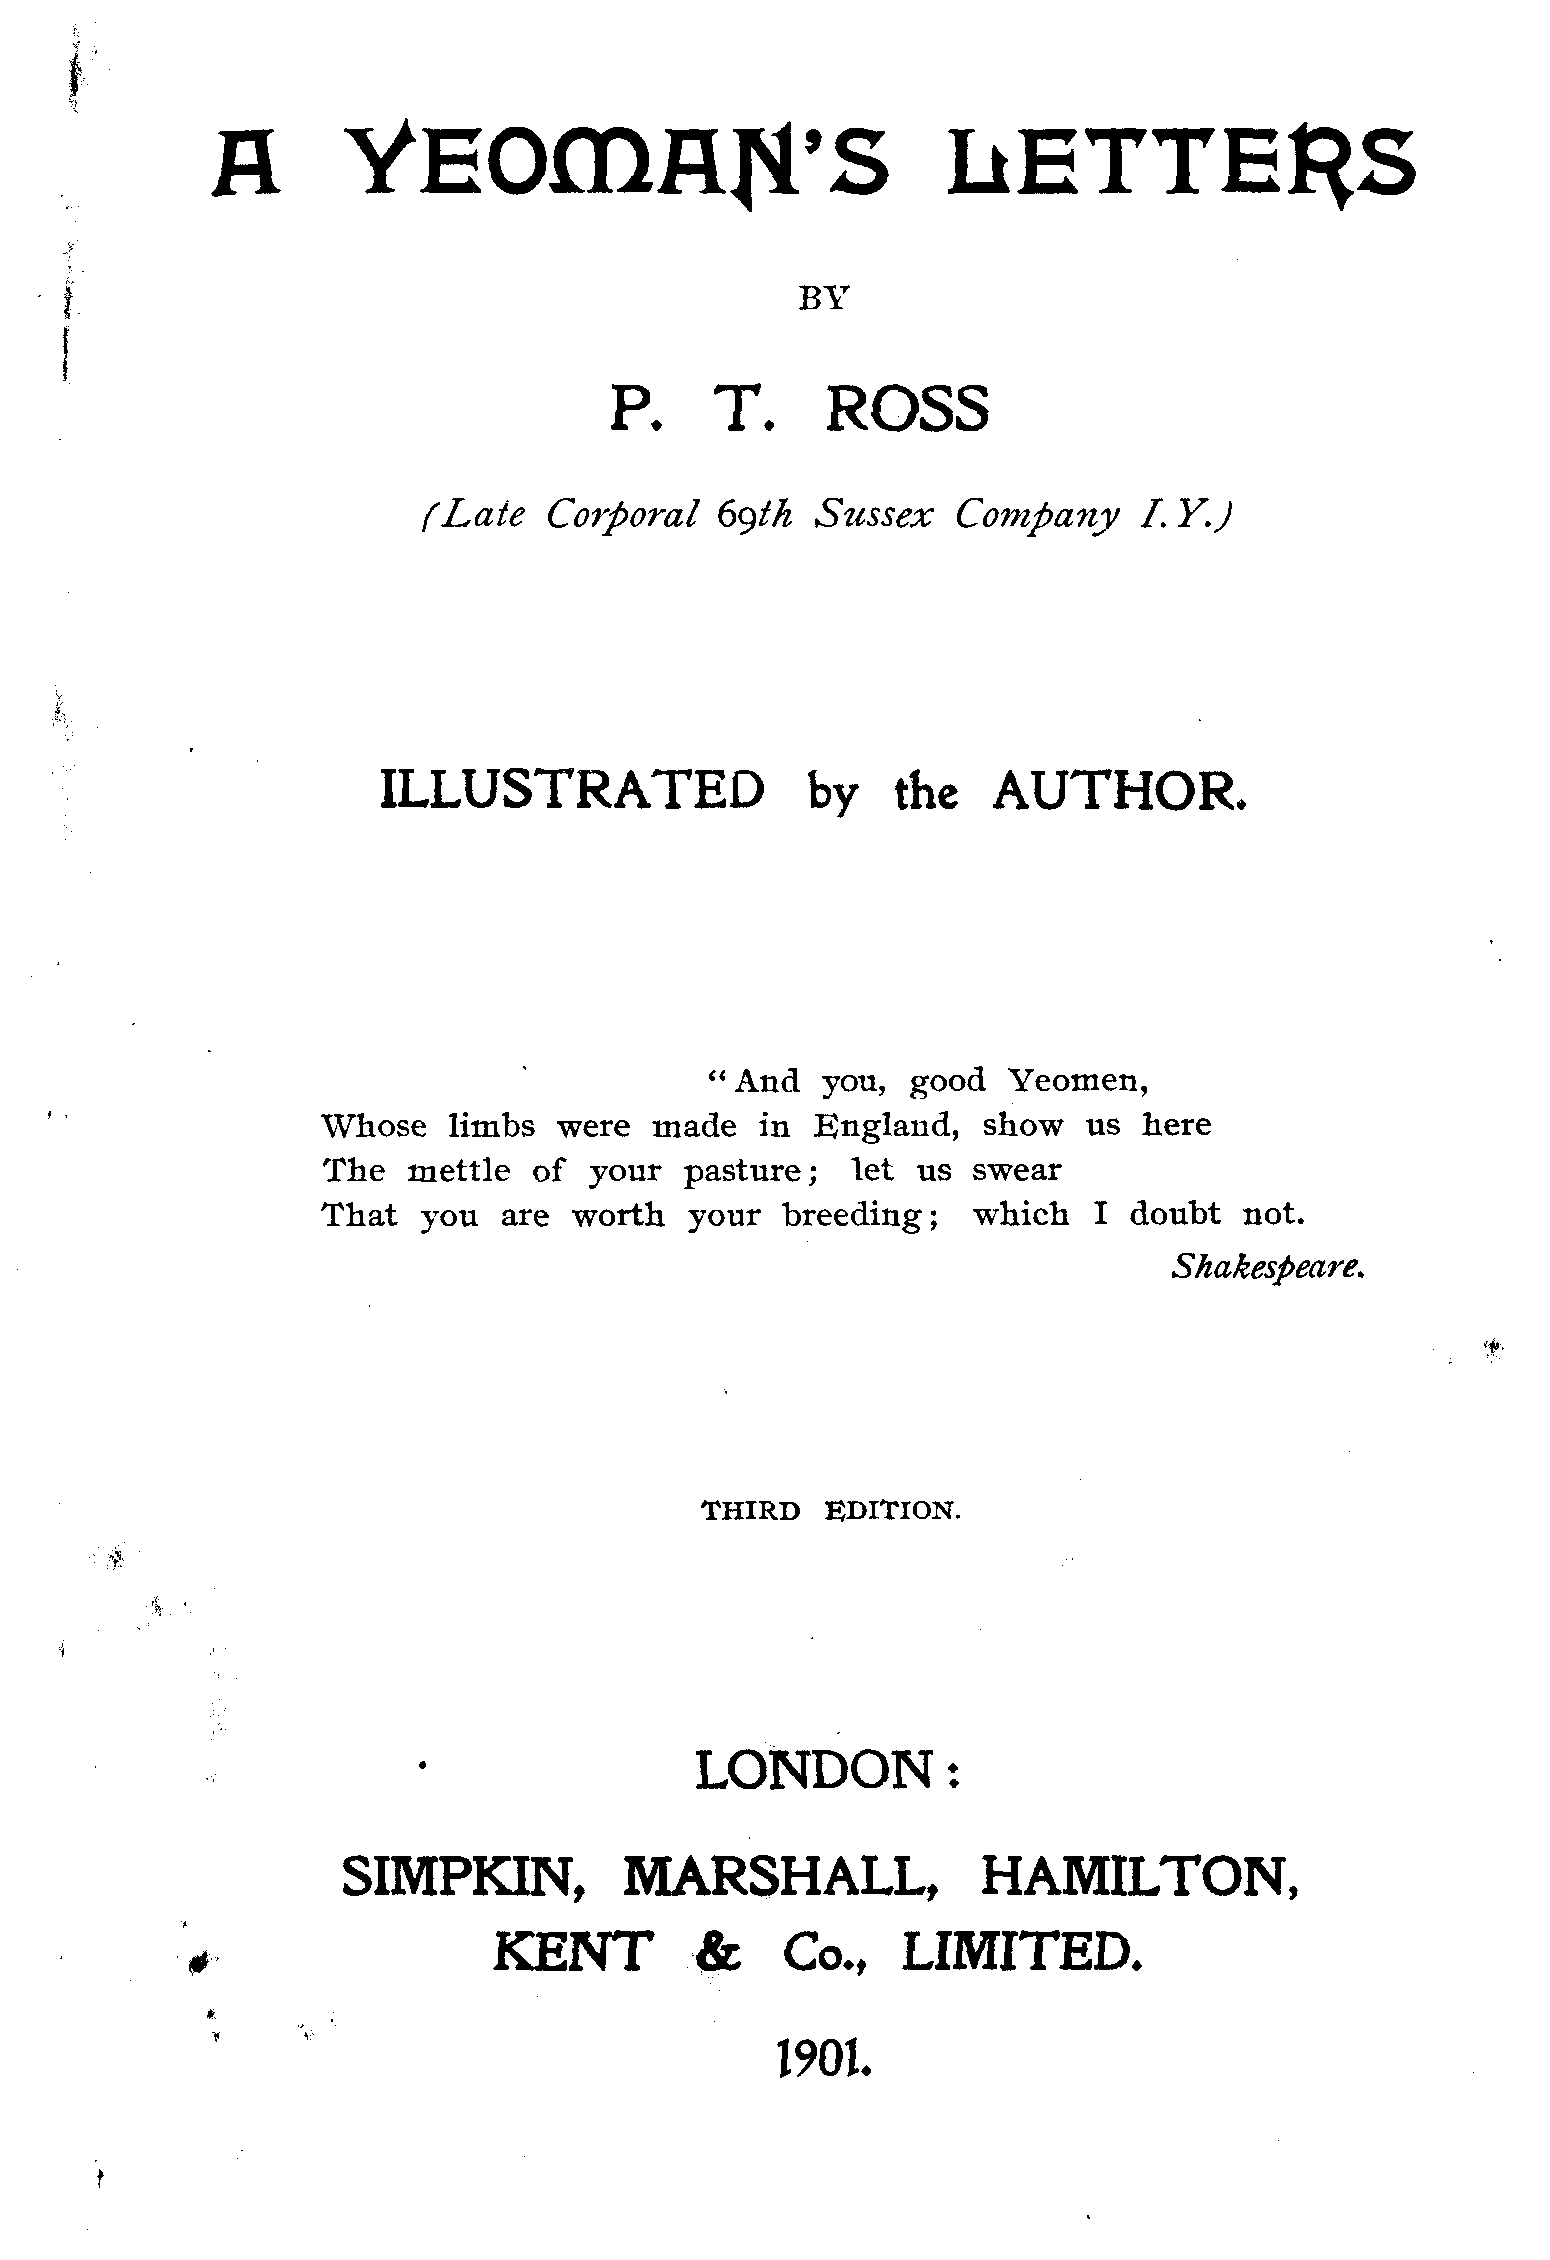 A YEOMAN'S LETTERS
BY
P. T. ROSS
(Late Corporal 69th Sussex Company I.Y.)
ILLUSTRATED by the AUTHOR.
"And you, good Yeomen,
Whose limbs were made in England, show us here
The mettle of your pasture; let us swear
That you are worth your breeding; which I doubt not.
Shakespeare.
THIRD EDITION.
LONDON:
SIMPKIN, MARSHALL, HAMILTON,
KENT & Co., LIMITED.
1901.